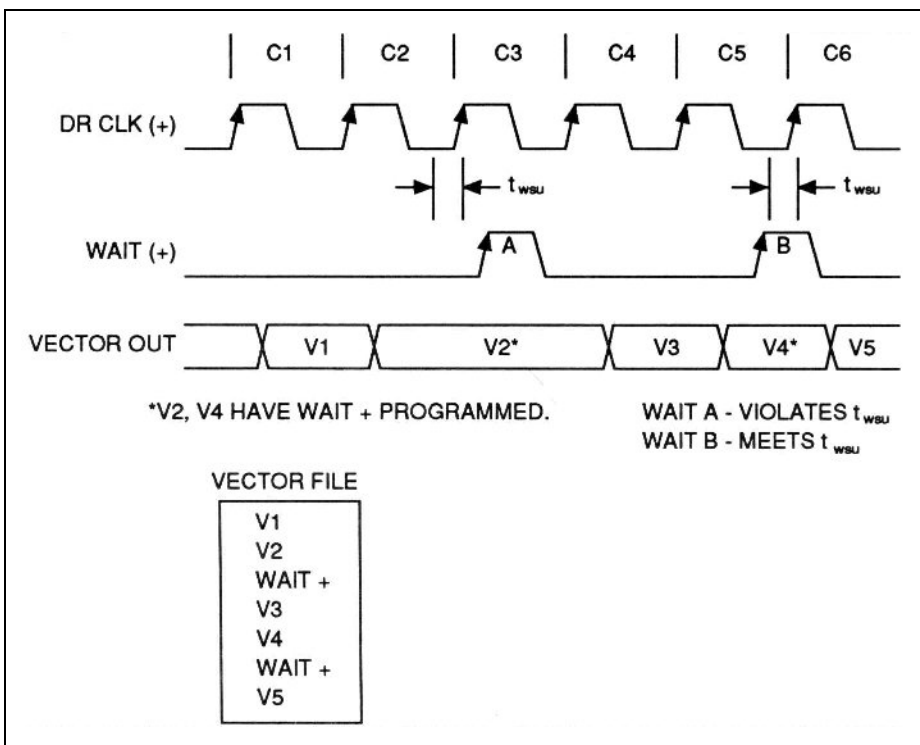 C1 C2 C3 C4 C5 C6
DR CLK (+)
t wsu t wsu
WAIT (+) A B
VECTOR OUT V1 V2* V3 V4* V5
*V2, V4 HAVE WAIT + PROGRAMMED.
WAIT A - VIOLATES t wsu
WAIT B - MEETS t wsu
VECTOR FILE
V1
V2
WAIT +
V3
V4
WAIT +
V5